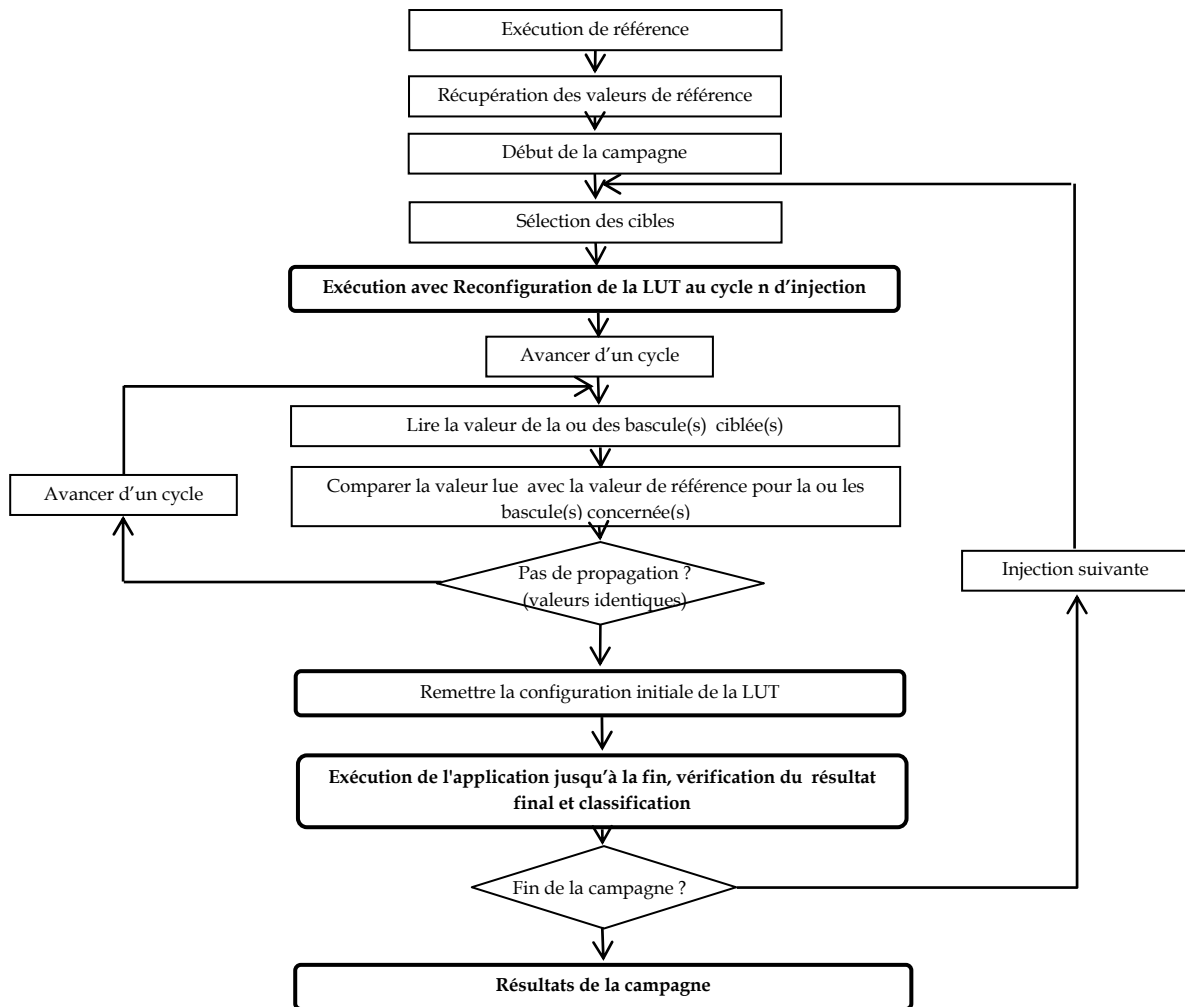 Exécution de référence
Récupération des valeurs de référence
Début de la campagne
Sélection des cibles
Exécution avec Reconfiguration de la LUT au cycle n d’injection
Avancer d’un cycle
Lire la valeur de la ou des bascule(s) ciblée(s)
Avancer d’un cycle
Comparer la valeur lue avec la valeur de référence pour la ou les
bascule(s) concernée(s)
Pas de propagation ?
(valeurs identiques)
Injection suivante
Remettre la configuration initiale de la LUT
Exécution de l'application jusqu’à la fin, vérification du résultat
final et classification
Fin de la campagne ?
Résultats de la campagne